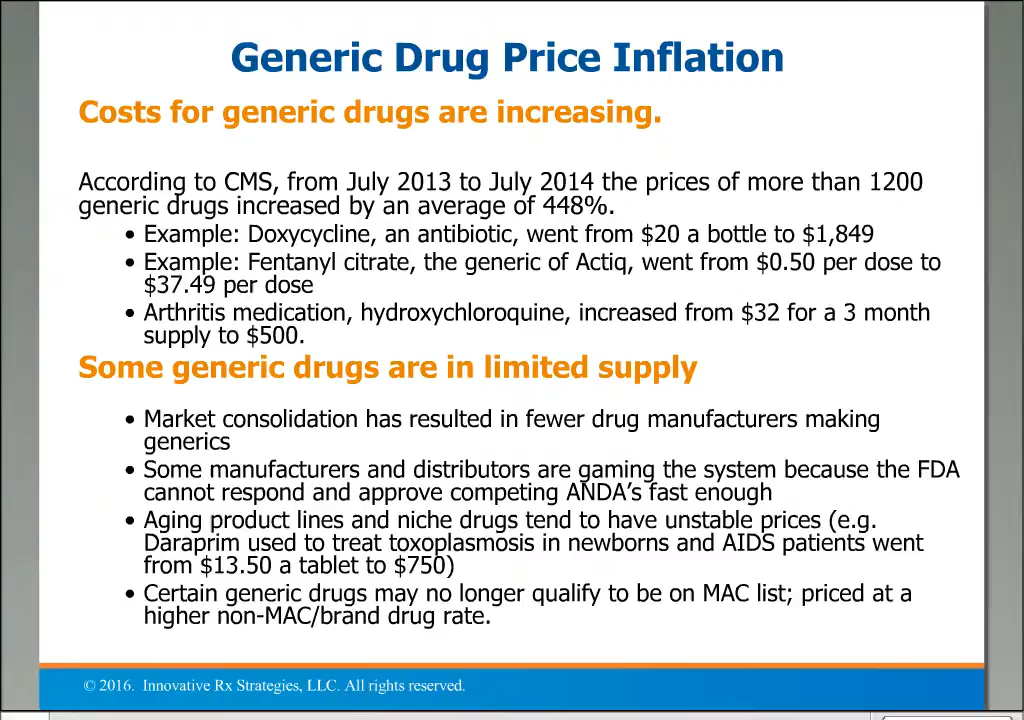 Generic Drug Price Inflation
Costs for generic drugs are increasing.
According to CMS, from July 2013 to July 2014 the prices of more than 1200
generic drugs increased by an average of 448%.
• Example: Doxycycline, an antibiotic, went from $20 a bottle to $1,849
• Example: Fentanyl citrate, the generic of Actiq, went from $0.50 per dose to
$37.49 per dose
• Arthritis medication, hydroxychloroquine, increased from $32 for a 3 month
supply to $500.
Some generic drugs are in limited supply
• Market consolidation has resulted in fewer drug manufacturers making
generics
• Some manufacturers and distributors are gaming the system because the FDA
cannot respond and approve competing ANDA’s fast enough
• Aging product lines and niche drugs tend to have unstable prices (e.g.
Daraprim used to treat toxoplasmosis in newborns and AIDS patients went
from $13.50 a tablet to $750)
• Certain generic drugs may no longer qualify to be on MAC list; priced at a
higher non-MAC/brand drug rate.
© 2016. Innovative Rx Strategies, LLC. All rights reserved.